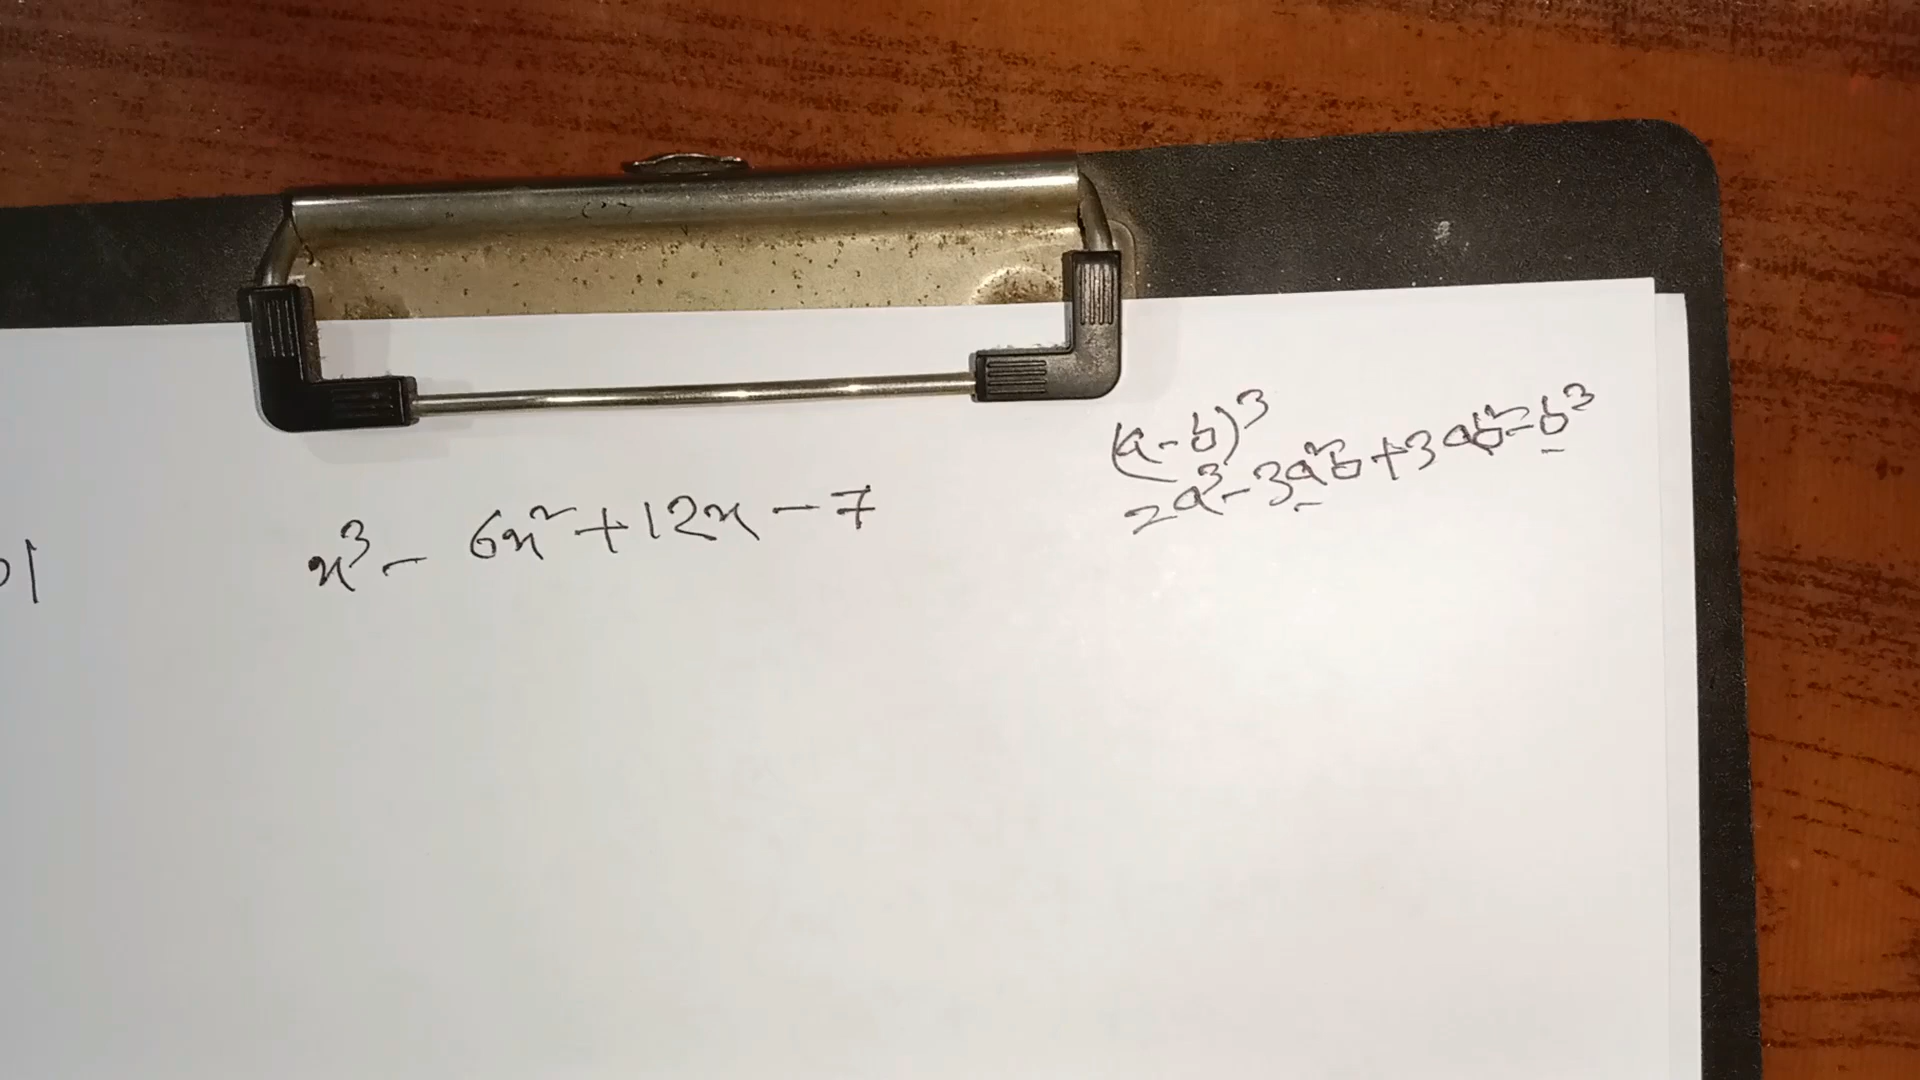 (a-b)³
=a³-3a²b+3ab²-b³
x³- 6x²+12x-7